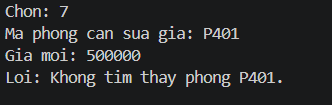 Chon: 7
Ma phong can sua gia: P401
Gia moi: 500000
Loi: Khong tim thay phong P401.